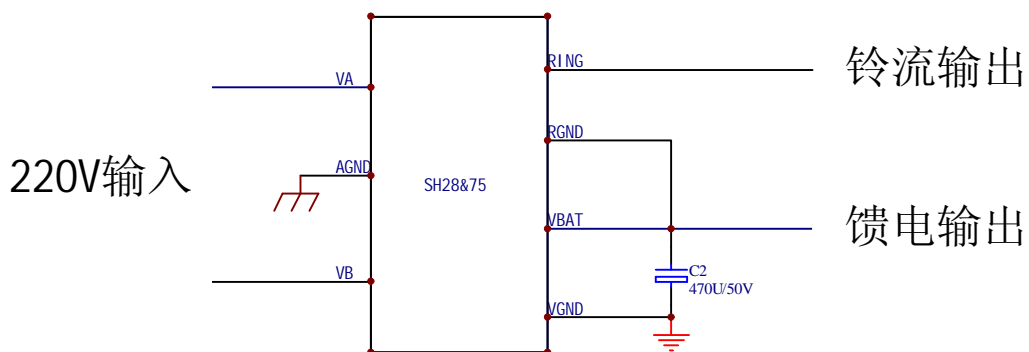 RING
铃流输出
VA
RGND
220V输入
AGND
SH28&75
VBAT
馈电输出
VB
C2
470U/50V
VGND